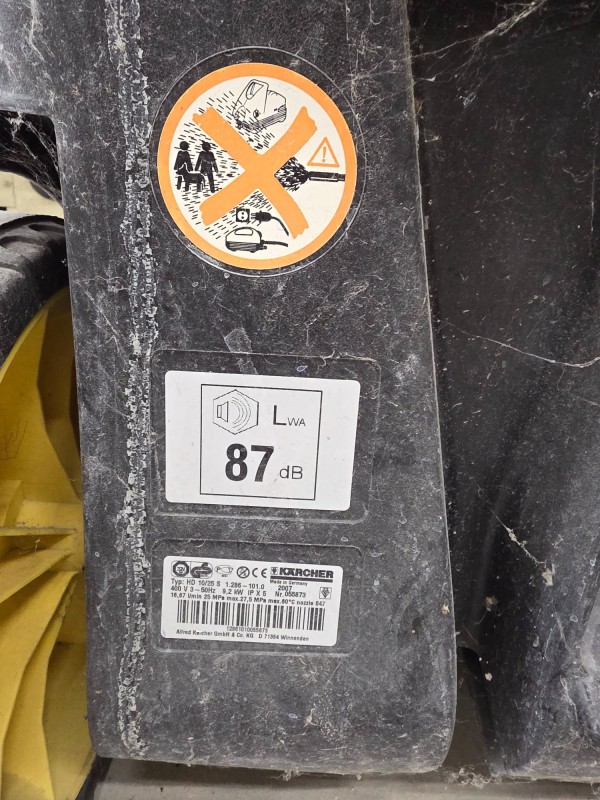 LWA
87 dB
KÄRCHER
Made in Germany
Typ: HD 10/25 S 1.286-101.0 2007
400 V 3~50Hz 9,2 kW IP X 5 Nr.055873
16,67 l/min 25 MPa max.27,5 MPa max.60°C nozzle 047
12861010055873
Alfred Kärcher GmbH & Co. KG D 71364 Winnenden